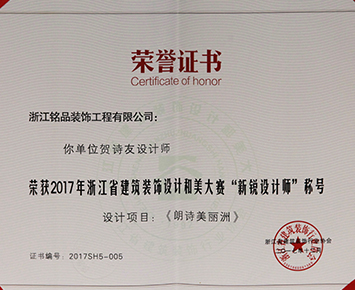 荣誉证书
Certificate of honor
浙江铭品装饰工程有限公司：
你单位贺诗友设计师
荣获2017年浙江省建筑装饰设计和美大赛“新锐设计师”称号
设计项目：《朗诗美丽洲》
证书编号：2017SH5-005